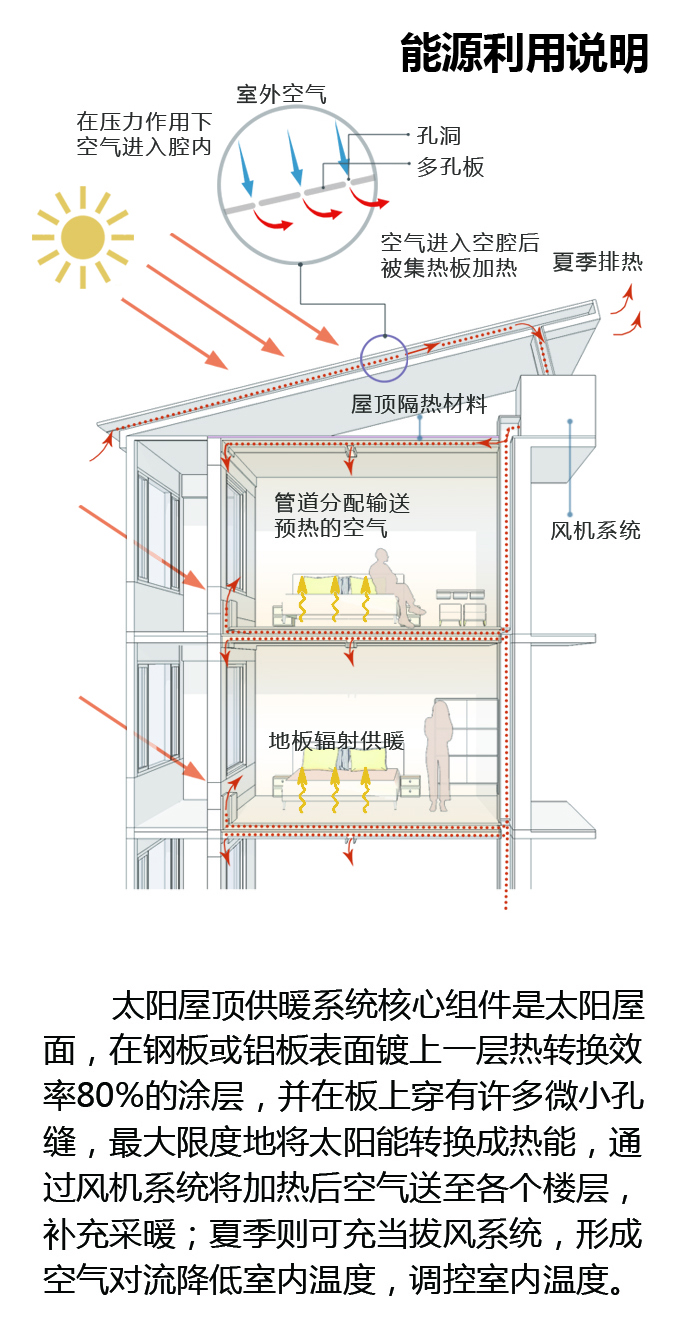 能源利用说明
室外空气
在压力作用下
空气进入腔内
孔洞
多孔板
空气进入空腔后
被集热板加热
夏季排热
屋顶隔热材料
管道分配输送
预热的空气
风机系统
地板辐射供暖
太阳屋顶供暖系统核心组件是太阳屋
面，在钢板或铝板表面镀上一层热转换效
率80%的涂层，并在板上穿有许多微小孔
缝，最大限度地将太阳能转换成热能，通
过风机系统将加热后空气送至各个楼层，
补充采暖；夏季则可充当拔风系统，形成
空气对流降低室内温度，调控室内温度。